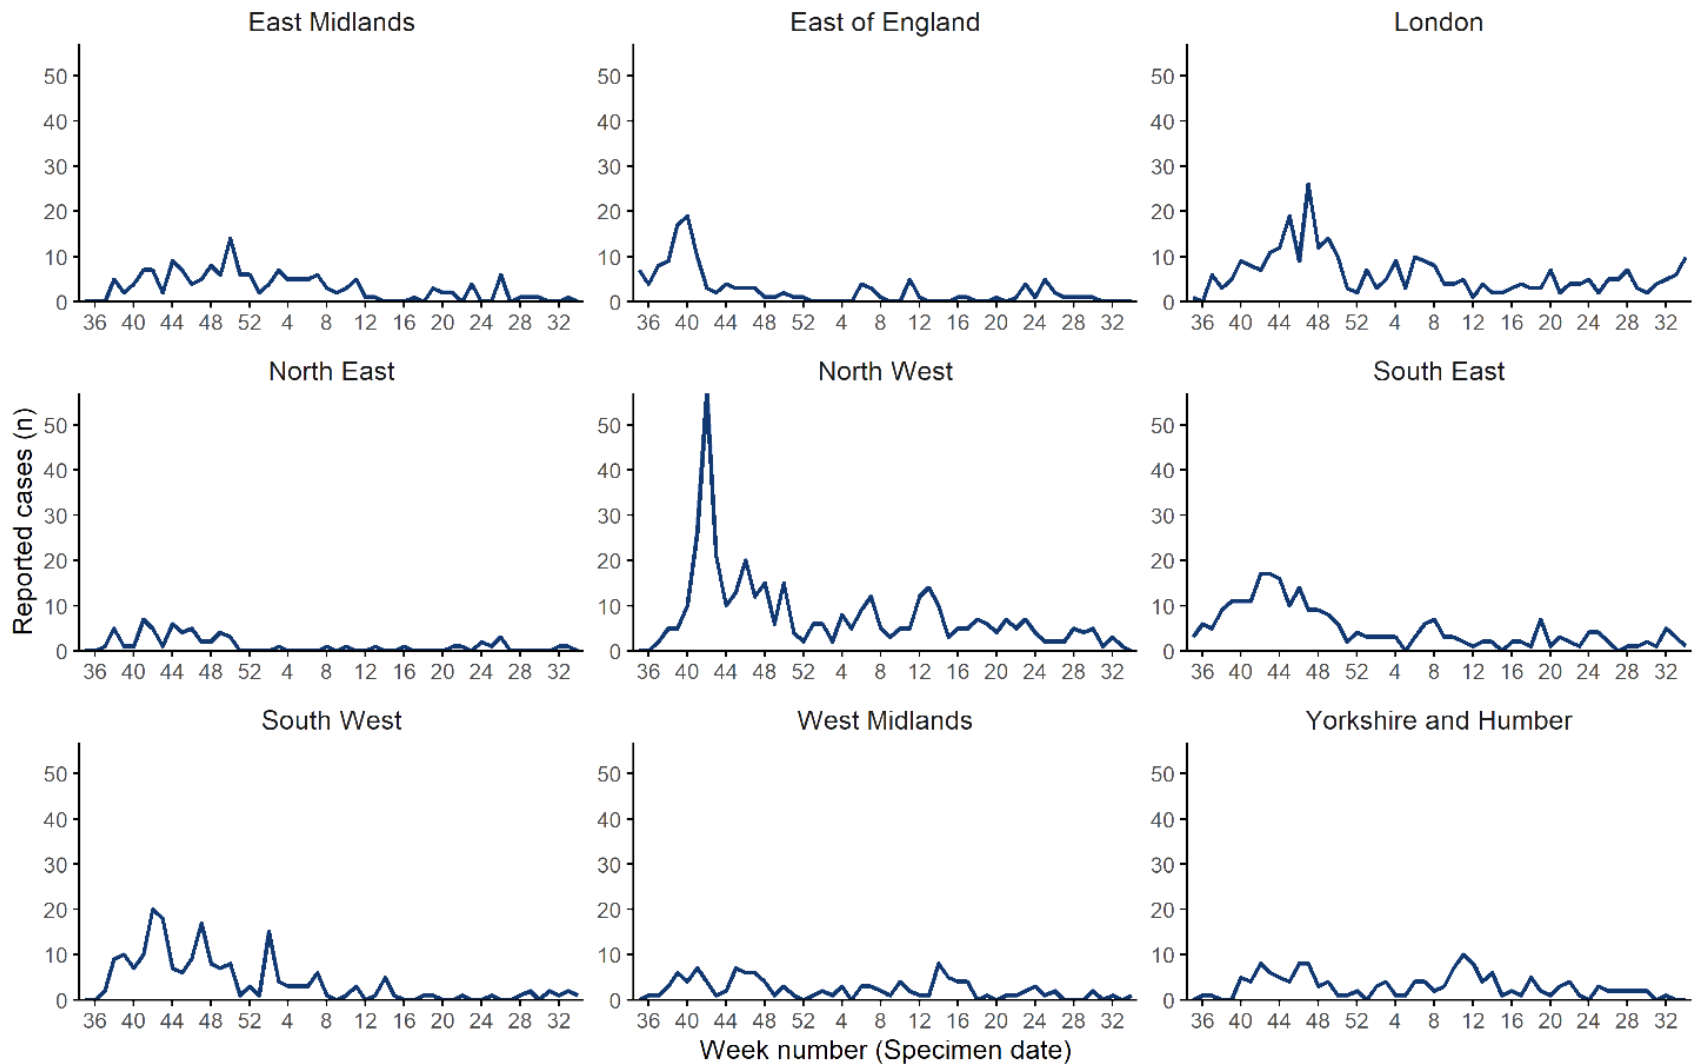 East Midlands East of England London
50 50 50
40 40 40
30 30 30
20 20 20
10 10 10
0 0 0
36 40 44 48 52 4 8 12 16 20 24 28 32 36 40 44 48 52 4 8 12 16 20 24 28 32 36 40 44 48 52 4 8 12 16 20 24 28 32
North East North West South East
Reported cases (n)
50 50 50
40 40 40
30 30 30
20 20 20
10 10 10
0 0 0
36 40 44 48 52 4 8 12 16 20 24 28 32 36 40 44 48 52 4 8 12 16 20 24 28 32 36 40 44 48 52 4 8 12 16 20 24 28 32
South West West Midlands Yorkshire and Humber
50 50 50
40 40 40
30 30 30
20 20 20
10 10 10
0 0 0
36 40 44 48 52 4 8 12 16 20 24 28 32 36 40 44 48 52 4 8 12 16 20 24 28 32 36 40 44 48 52 4 8 12 16 20 24 28 32
Week number (Specimen date)